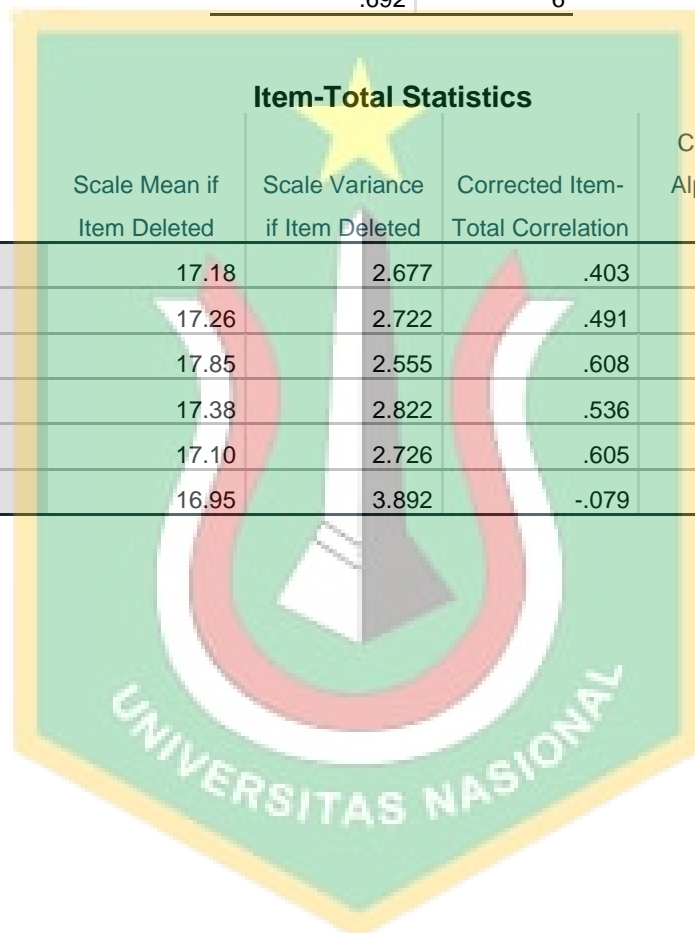 .692 6
Item-Total Statistics
Scale Mean if Item Deleted Scale Variance if Item Deleted Corrected Item-Total Correlation
17.18 2.677 .403
17.26 2.722 .491
17.85 2.555 .608
17.38 2.822 .536
17.10 2.726 .605
16.95 3.892 -.079
UNIVERSITAS NASIONAL